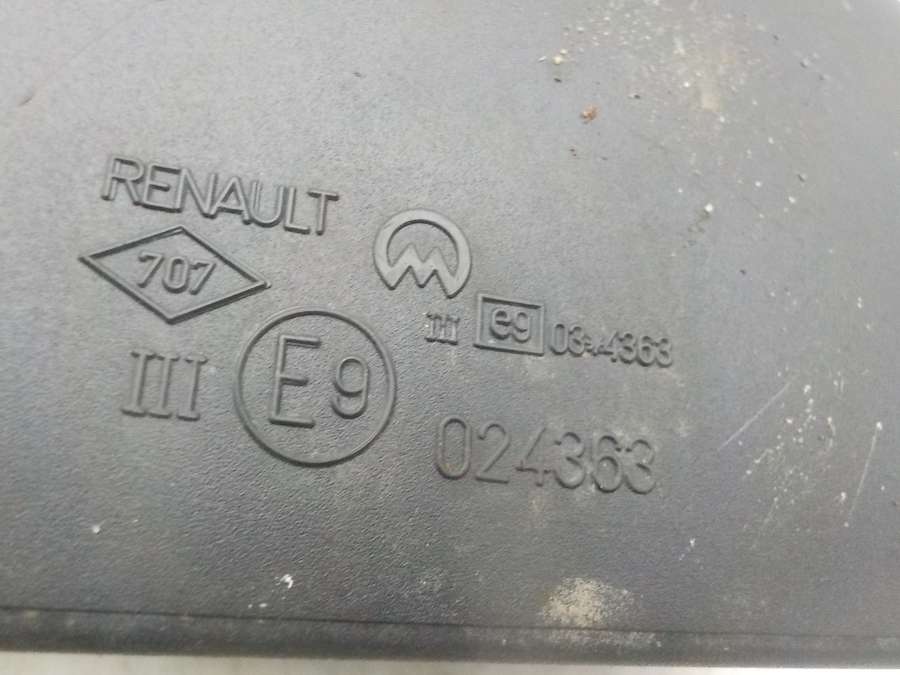 RENAULT
707
III e9 03*4363
III E9
024363